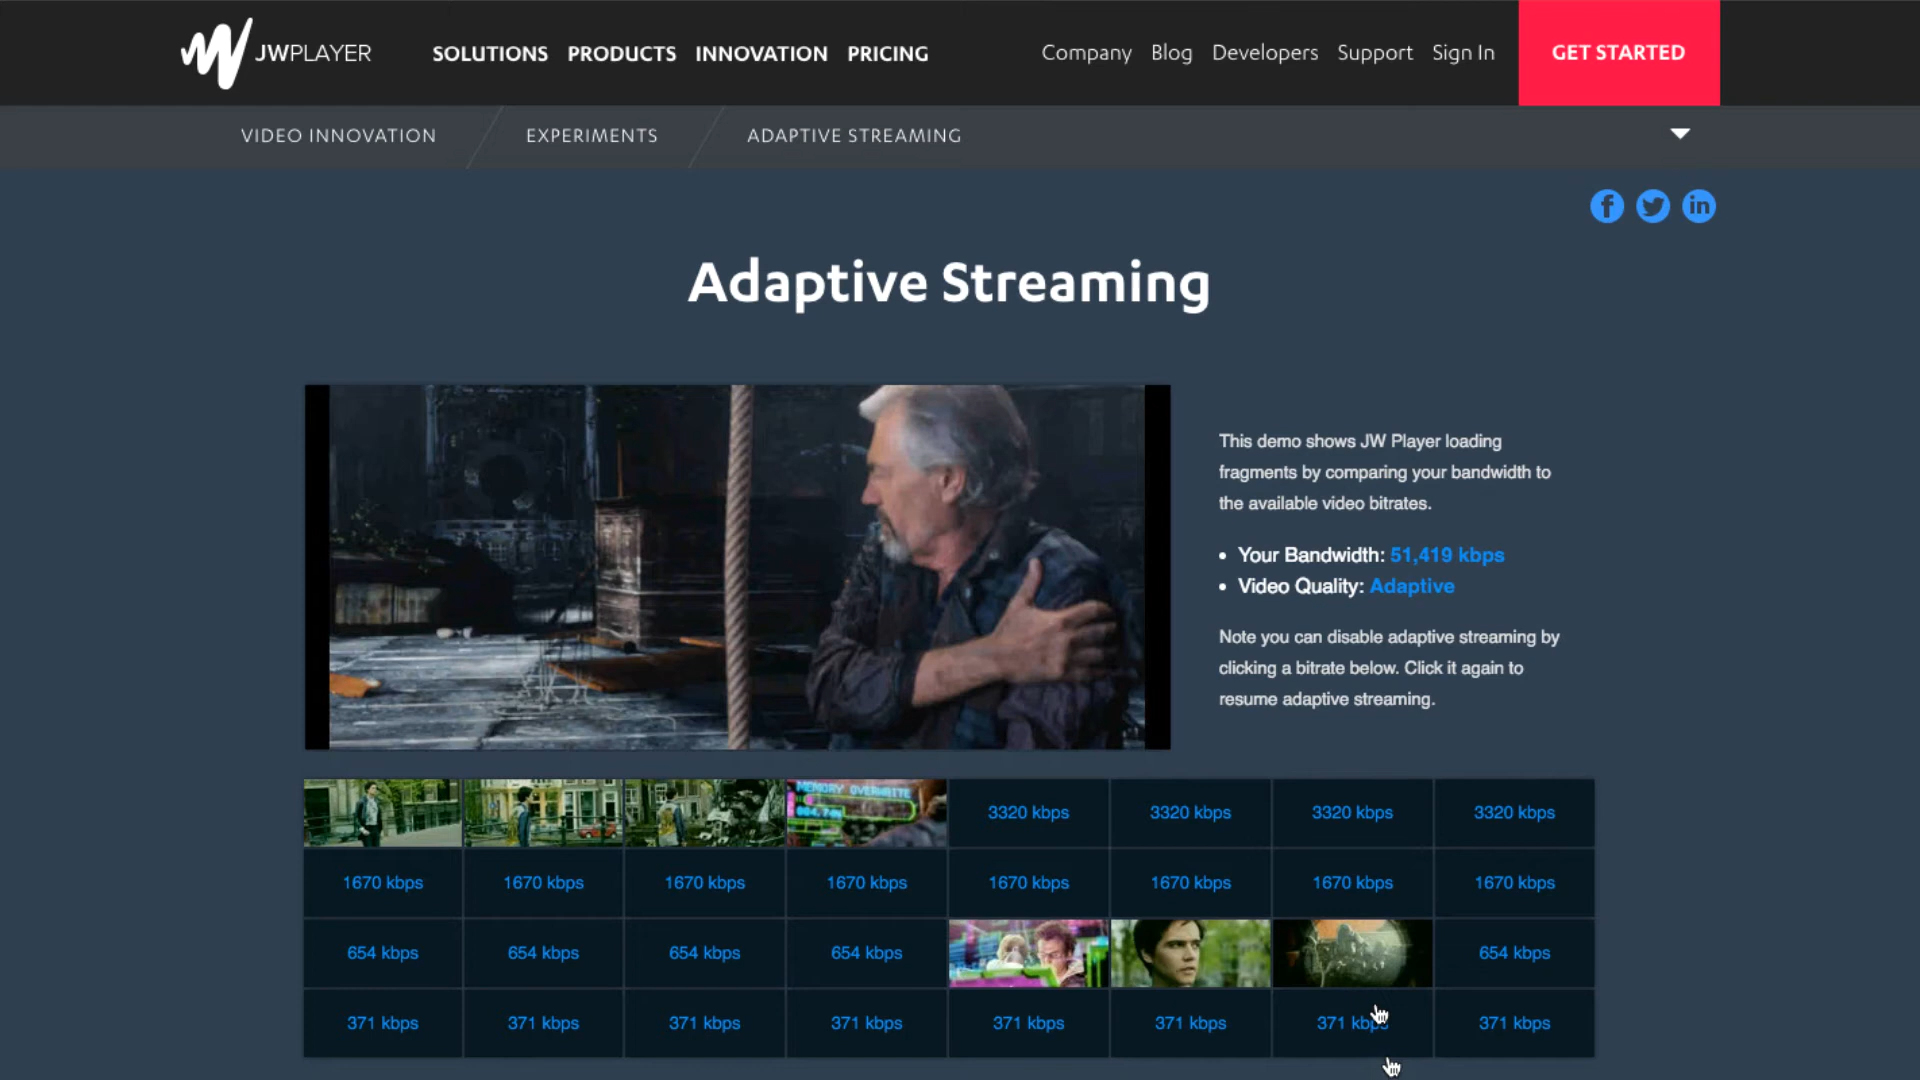 JWPLAYER
SOLUTIONS PRODUCTS INNOVATION PRICING
Company Blog Developers Support Sign In
GET STARTED
VIDEO INNOVATION EXPERIMENTS ADAPTIVE STREAMING
Adaptive Streaming
This demo shows JW Player loading
fragments by comparing your bandwidth to
the available video bitrates.
• Your Bandwidth: 51,419 kbps
• Video Quality: Adaptive
Note you can disable adaptive streaming by
clicking a bitrate below. Click it again to
resume adaptive streaming.
MEMORY OVERWRITE
3320 kbps 3320 kbps 3320 kbps 3320 kbps
1670 kbps 1670 kbps 1670 kbps 1670 kbps 1670 kbps 1670 kbps 1670 kbps 1670 kbps
654 kbps 654 kbps 654 kbps 654 kbps 654 kbps
371 kbps 371 kbps 371 kbps 371 kbps 371 kbps 371 kbps 371 kbps 371 kbps